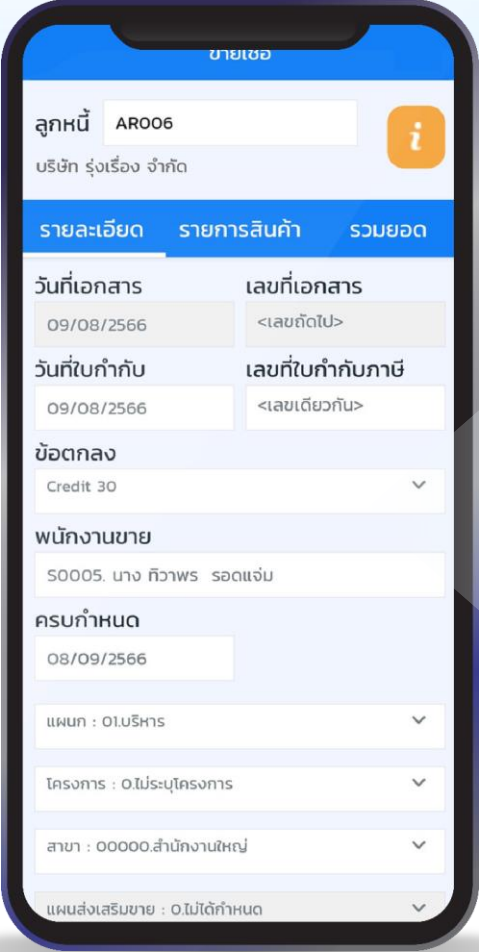 ขายเชื่อ
ลูกหนี้ AR006
i
บริษัท รุ่งเรื่อง จำกัด
รายละเอียด รายการสินค้า รวมยอด
วันที่เอกสาร เลขที่เอกสาร
09/08/2566 <เลขถัดไป>
วันที่ใบกำกับ เลขที่ใบกำกับภาษี
09/08/2566 <เลขเดียวกัน>
ข้อตกลง
Credit 30
พนักงานขาย
S0005. นาง ทิวาพร รอดแจ่ม
ครบกำหนด
08/09/2566
แผนก : 01.บริหาร
โครงการ : 0.ไม่ระบุโครงการ
สาขา : 00000.สำนักงานใหญ่
แผนส่งเสริมขาย : 0.ไม่ได้กำหนด